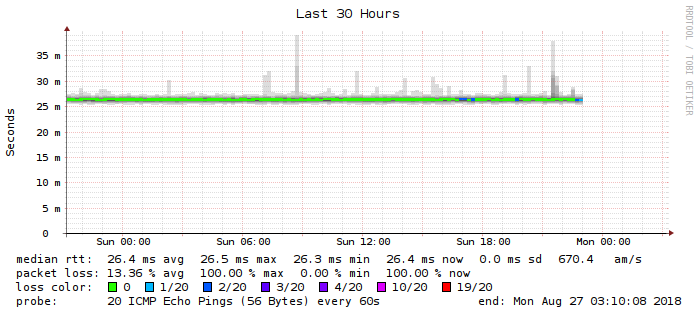 Last 30 Hours
RRDTOOL / TOBI OETIKER
Seconds
35 m
30 m
25 m
20 m
15 m
10 m
5 m
0
Sun 00:00 Sun 06:00 Sun 12:00 Sun 18:00 Mon 00:00
median rtt: 26.4 ms avg 26.5 ms max 26.3 ms min 26.4 ms now 0.0 ms sd 670.4 am/s
packet loss: 13.36 % avg 100.00 % max 0.00 % min 100.00 % now
loss color: 0 1/20 2/20 3/20 4/20 10/20 19/20
probe: 20 ICMP Echo Pings (56 Bytes) every 60s end: Mon Aug 27 03:10:08 2018